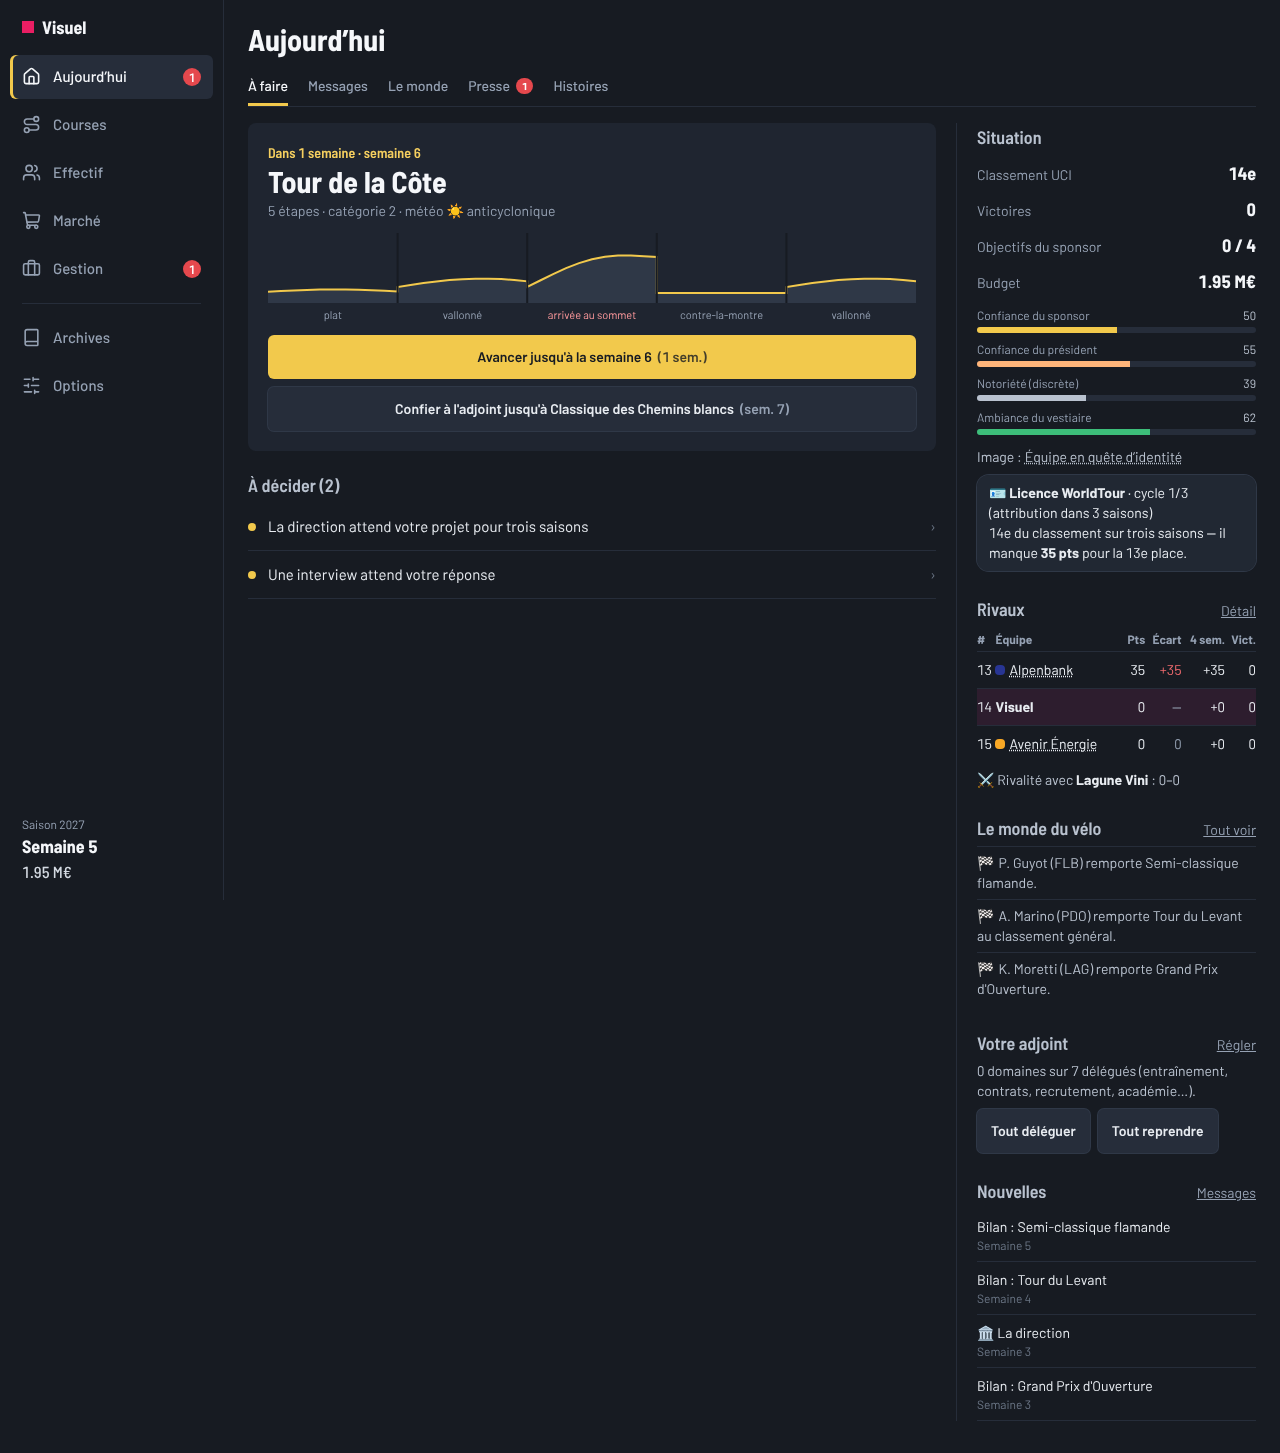 Visuel
Aujourd’hui 1
Courses
Effectif
Marché
Gestion 1
Archives
Options
Saison 2027
Semaine 5
1.95 M€
Aujourd’hui
À faire Messages Le monde Presse 1 Histoires
Dans 1 semaine · semaine 6
Tour de la Côte
5 étapes · catégorie 2 · météo ☀️ anticyclonique
plat vallonné arrivée au sommet contre-la-montre vallonné
Avancer jusqu'à la semaine 6 (1 sem.)
Confier à l'adjoint jusqu'à Classique des Chemins blancs (sem. 7)
À décider (2)
La direction attend votre projet pour trois saisons ›
Une interview attend votre réponse ›
Situation
Classement UCI 14e
Victoires 0
Objectifs du sponsor 0 / 4
Budget 1.95 M€
Confiance du sponsor 50
Confiance du président 55
Notoriété (discrète) 39
Ambiance du vestiaire 62
Image : Équipe en quête d’identité
🪪 Licence WorldTour · cycle 1/3
(attribution dans 3 saisons)
14e du classement sur trois saisons — il
manque 35 pts pour la 13e place.
Rivaux Détail
# Équipe Pts Écart 4 sem. Vict.
13 Alpenbank 35 +35 +35 0
14 Visuel 0 — +0 0
15 Avenir Énergie 0 0 +0 0
⚔️ Rivalité avec Lagune Vini : 0–0
Le monde du vélo Tout voir
🏁 P. Guyot (FLB) remporte Semi-classique
flamande.
🏁 A. Marino (PDO) remporte Tour du Levant
au classement général.
🏁 K. Moretti (LAG) remporte Grand Prix
d'Ouverture.
Votre adjoint Régler
0 domaines sur 7 délégués (entraînement,
contrats, recrutement, académie…).
Tout déléguer Tout reprendre
Nouvelles Messages
Bilan : Semi-classique flamande
Semaine 5
Bilan : Tour du Levant
Semaine 4
🏛️ La direction
Semaine 3
Bilan : Grand Prix d'Ouverture
Semaine 3